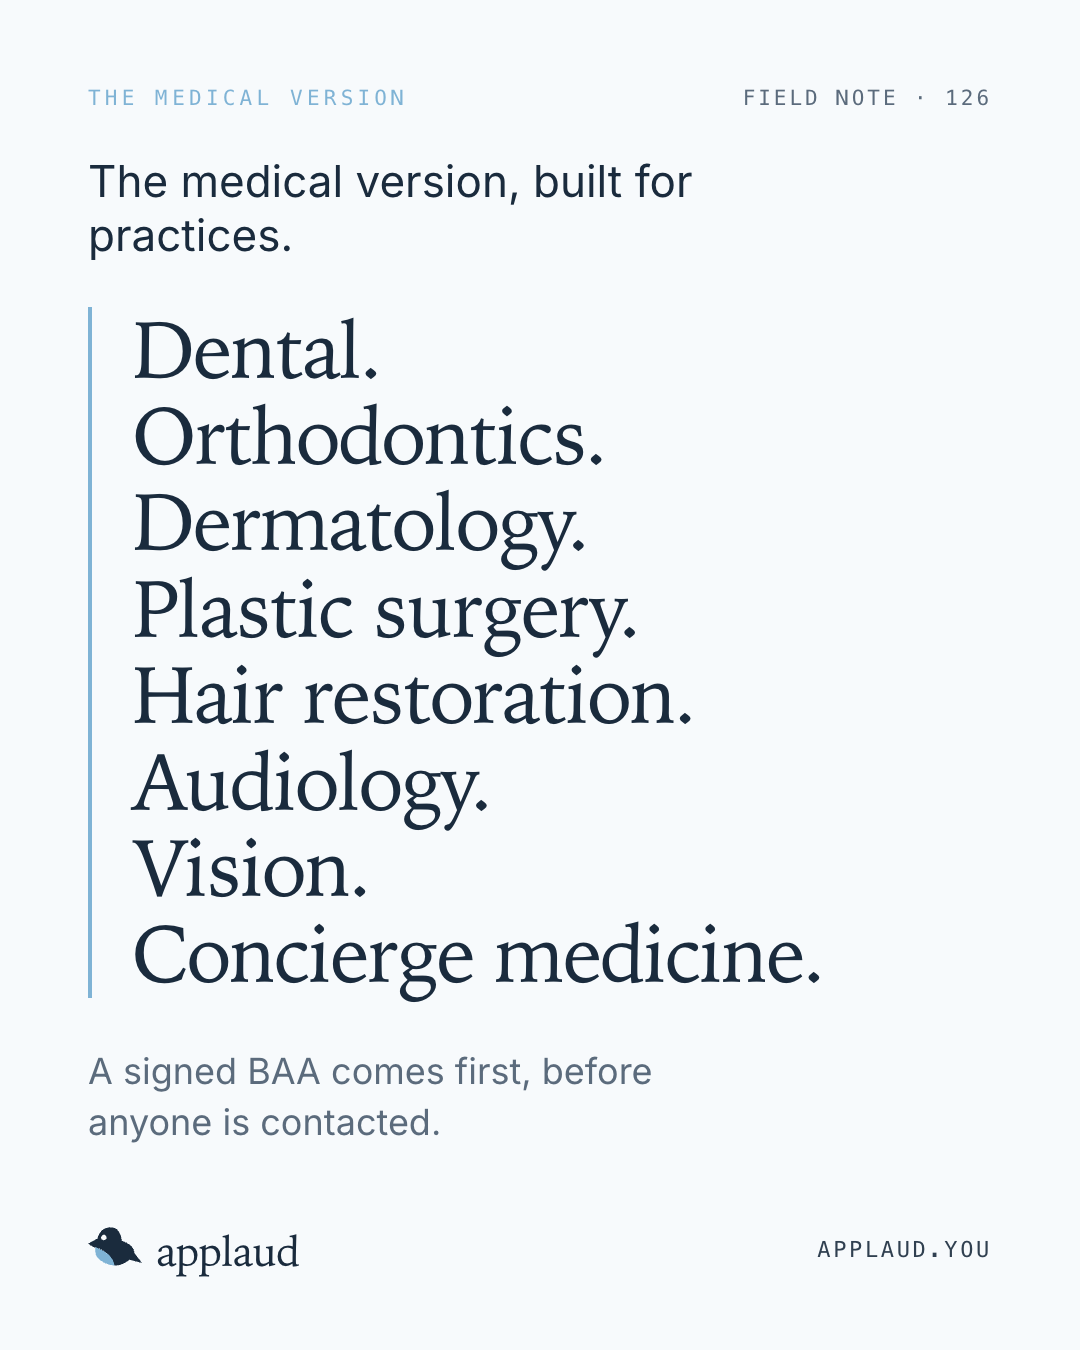 THE MEDICAL VERSION
FIELD NOTE · 126
The medical version, built for
practices.
Dental.
Orthodontics.
Dermatology.
Plastic surgery.
Hair restoration.
Audiology.
Vision.
Concierge medicine.
A signed BAA comes first, before
anyone is contacted.
applaud
APPLAUD.YOU